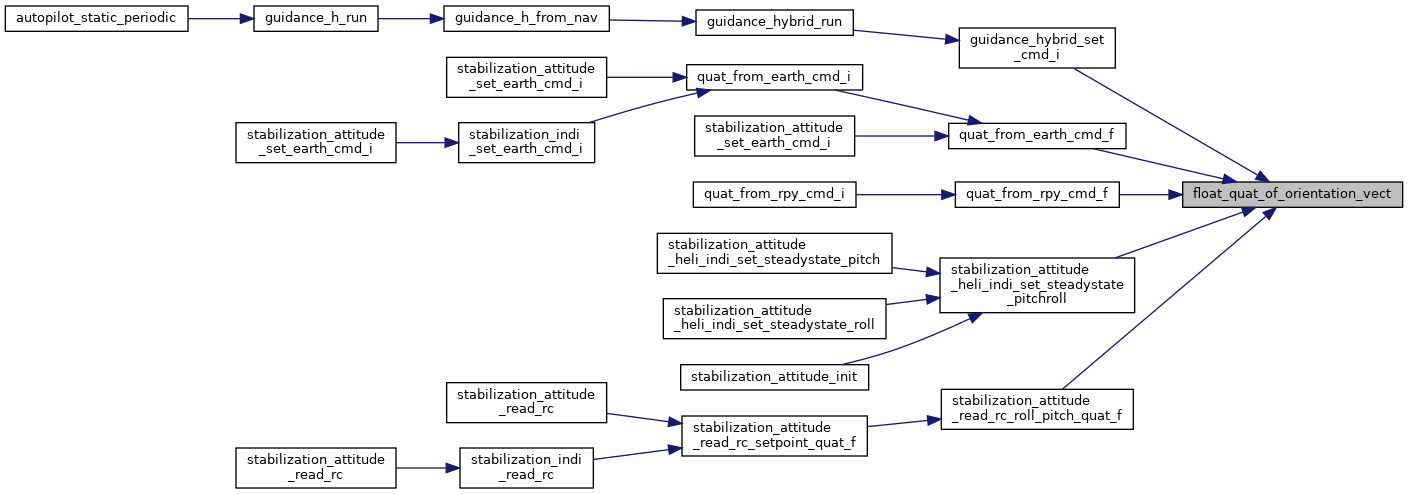 autopilot_static_periodic
guidance_h_run
guidance_h_from_nav
guidance_hybrid_run
guidance_hybrid_set
_cmd_i
stabilization_attitude
_set_earth_cmd_i
quat_from_earth_cmd_i
stabilization_attitude
_set_earth_cmd_i
stabilization_indi
_set_earth_cmd_i
stabilization_attitude
_set_earth_cmd_i
quat_from_earth_cmd_f
quat_from_rpy_cmd_i
quat_from_rpy_cmd_f
float_quat_of_orientation_vect
stabilization_attitude
_heli_indi_set_steadystate_pitch
stabilization_attitude
_heli_indi_set_steadystate_roll
stabilization_attitude
_heli_indi_set_steadystate
_pitchroll
stabilization_attitude_init
stabilization_attitude
_read_rc
stabilization_attitude
_read_rc_setpoint_quat_f
stabilization_attitude
_read_rc_roll_pitch_quat_f
stabilization_attitude
_read_rc
stabilization_indi
_read_rc